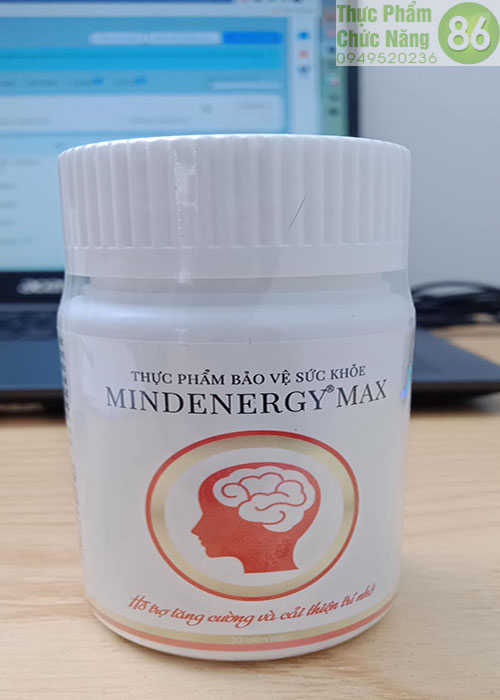 Thực Phẩm
Chức Năng
86
0949520236
acer
THỰC PHẨM BẢO VỆ SỨC KHỎE
MINDENERGY® MAX
Hỗ trợ tăng cường và cải thiện trí nhớ
30 viên nén